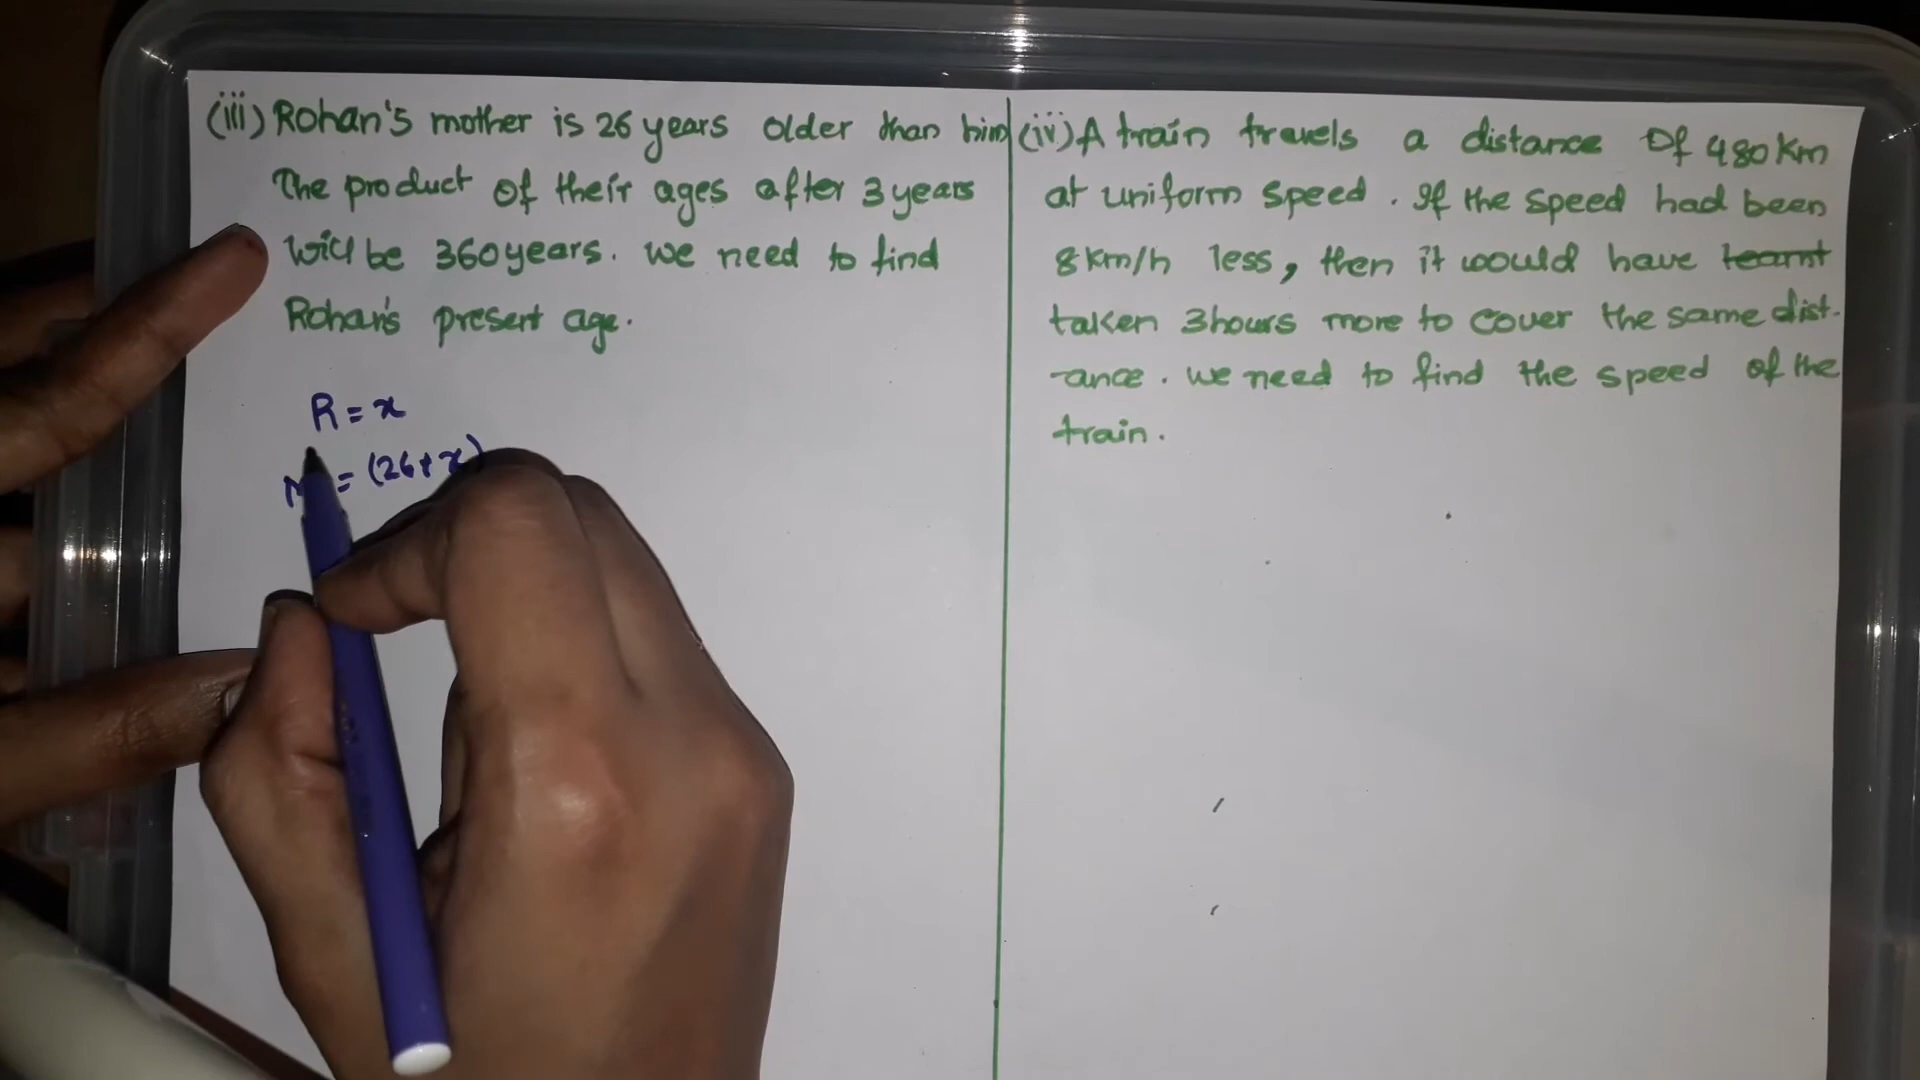 (iii) Rohan's mother is 26 years older than him
The product of their ages after 3 years
will be 360 years. we need to find
Rohan's present age.
R = x
M = (26+x)
(iv) A train travels a distance Of 480 Km
at uniform speed. If the speed had been
8 km/h less, then it would have learnt
taken 3 hours more to cover the same dist-
-ance. we need to find the speed of the
train.